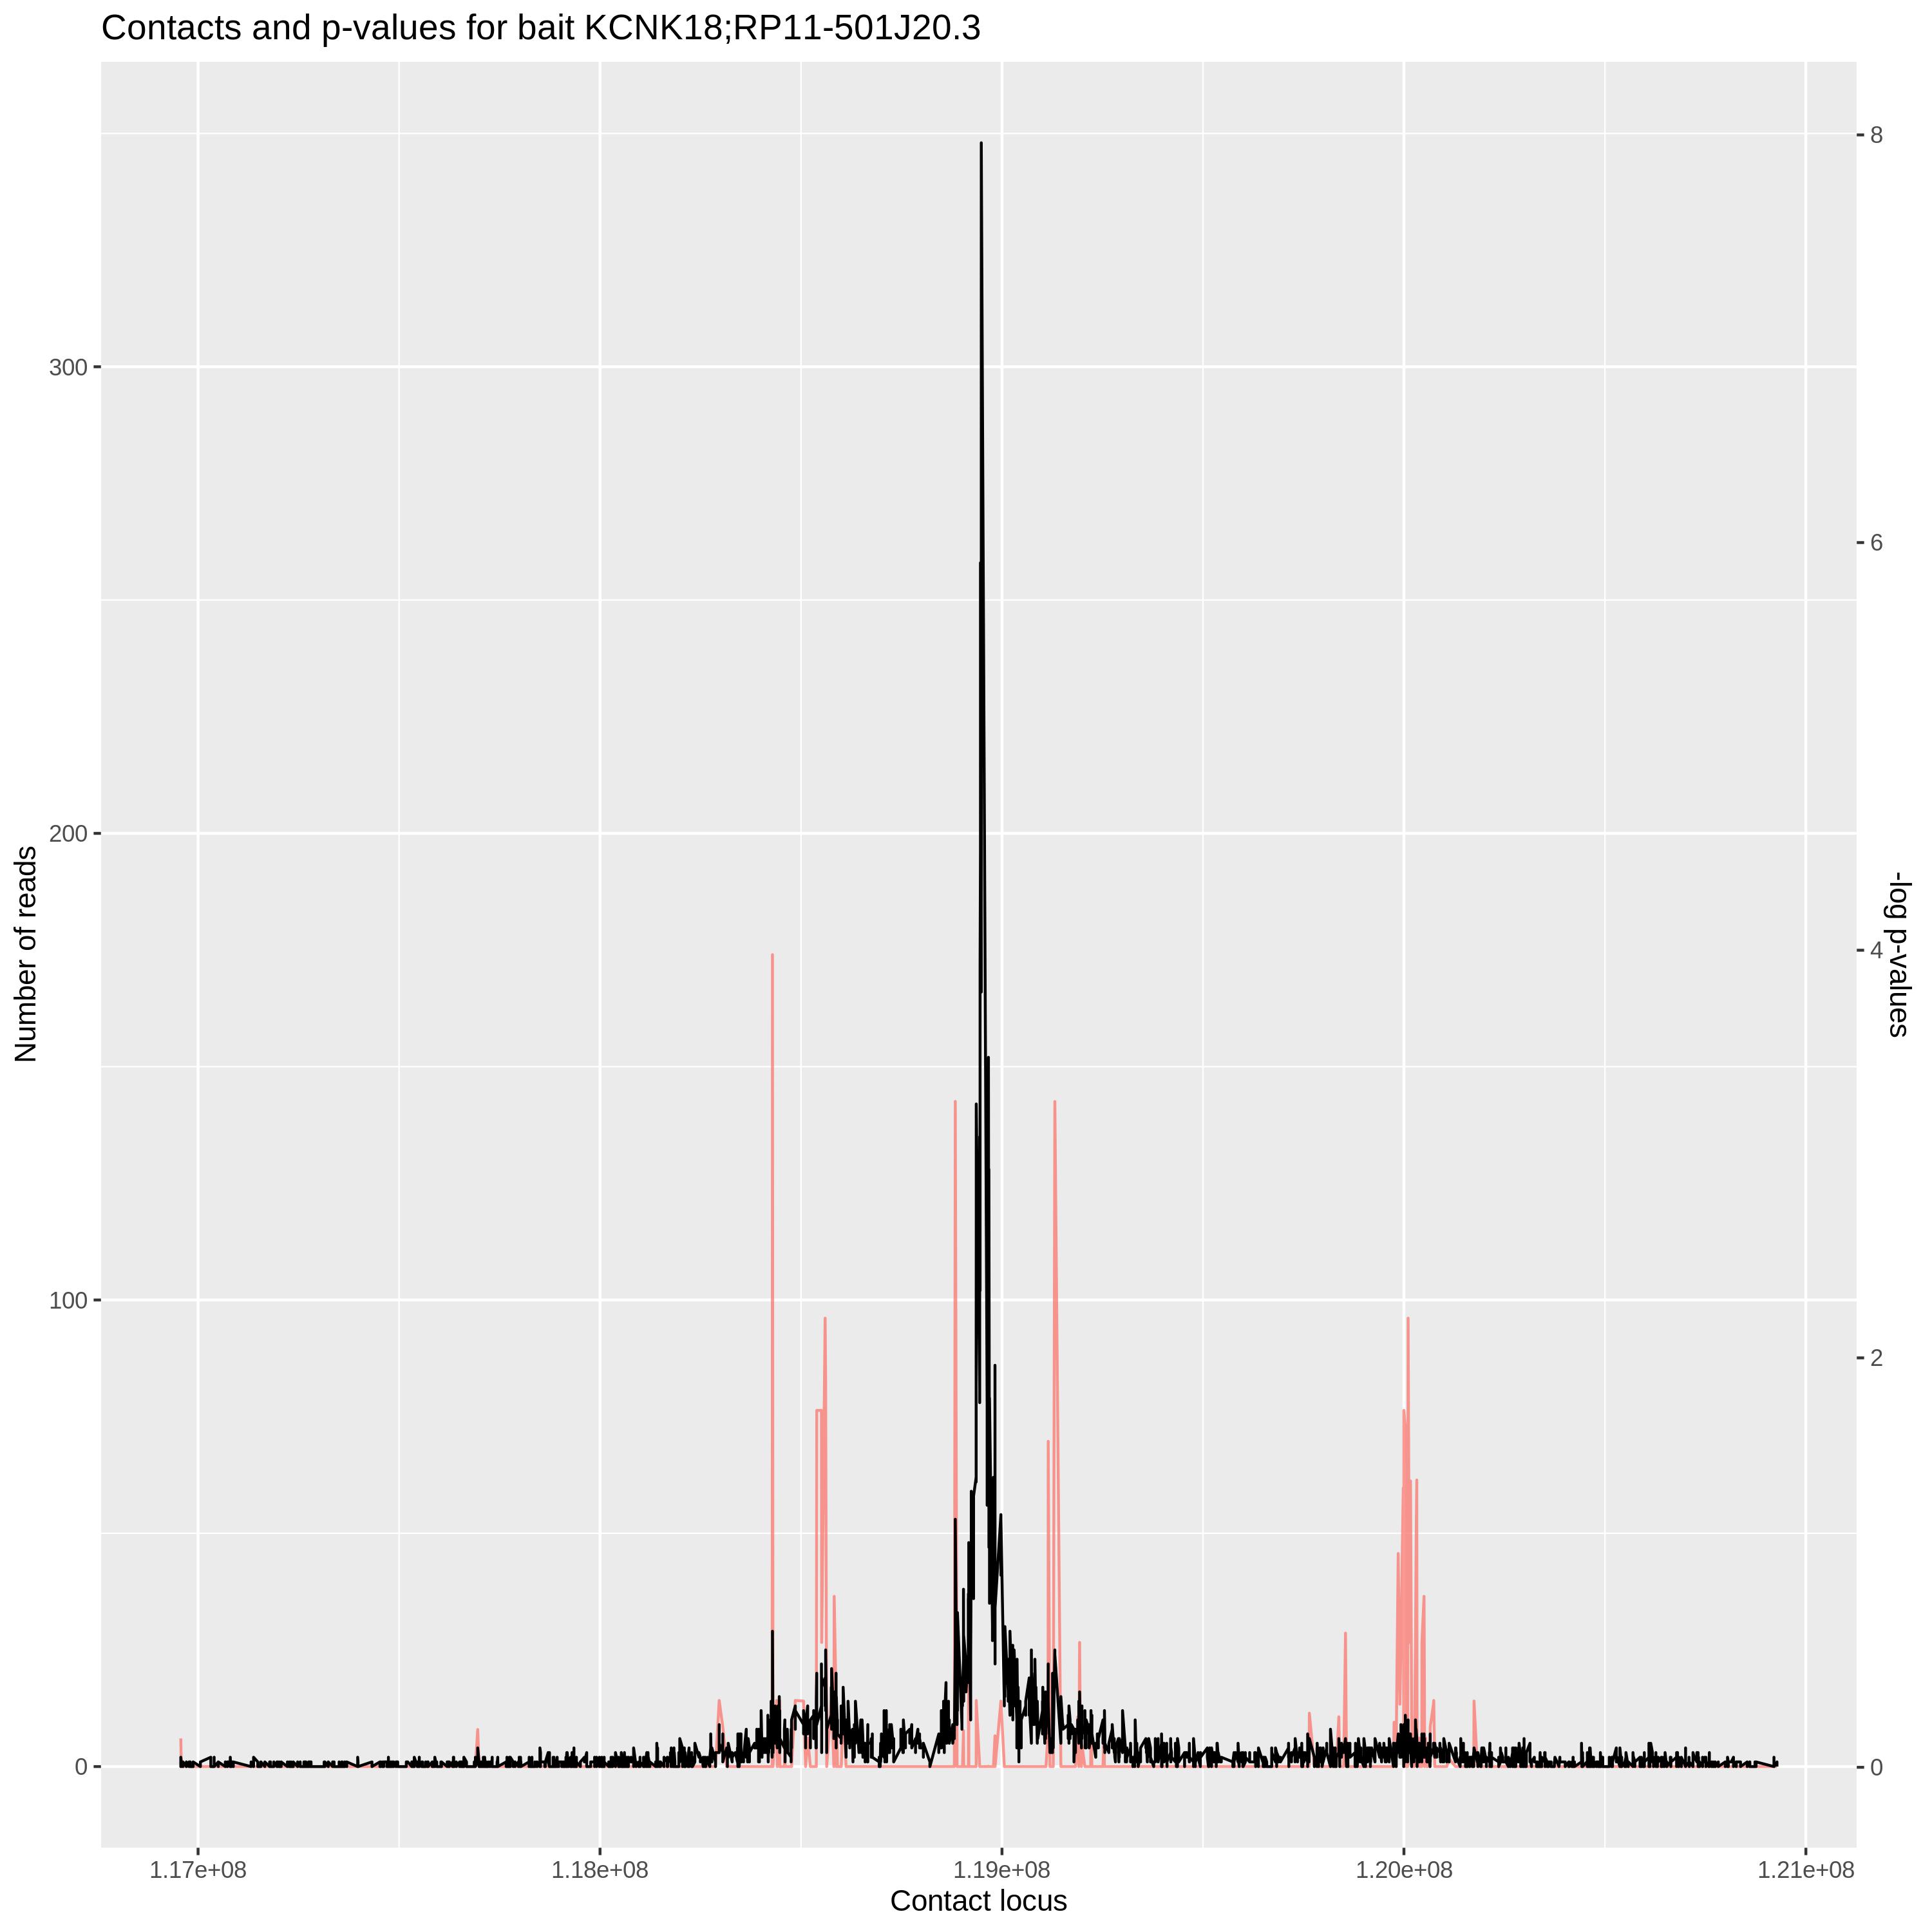 Contacts and p-values for bait KCNK18;RP11-501J20.3
300
200
100
0
Number of reads
8
6
4
2
0
-log p-values
1.17e+08
1.18e+08
1.19e+08
1.20e+08
1.21e+08
Contact locus